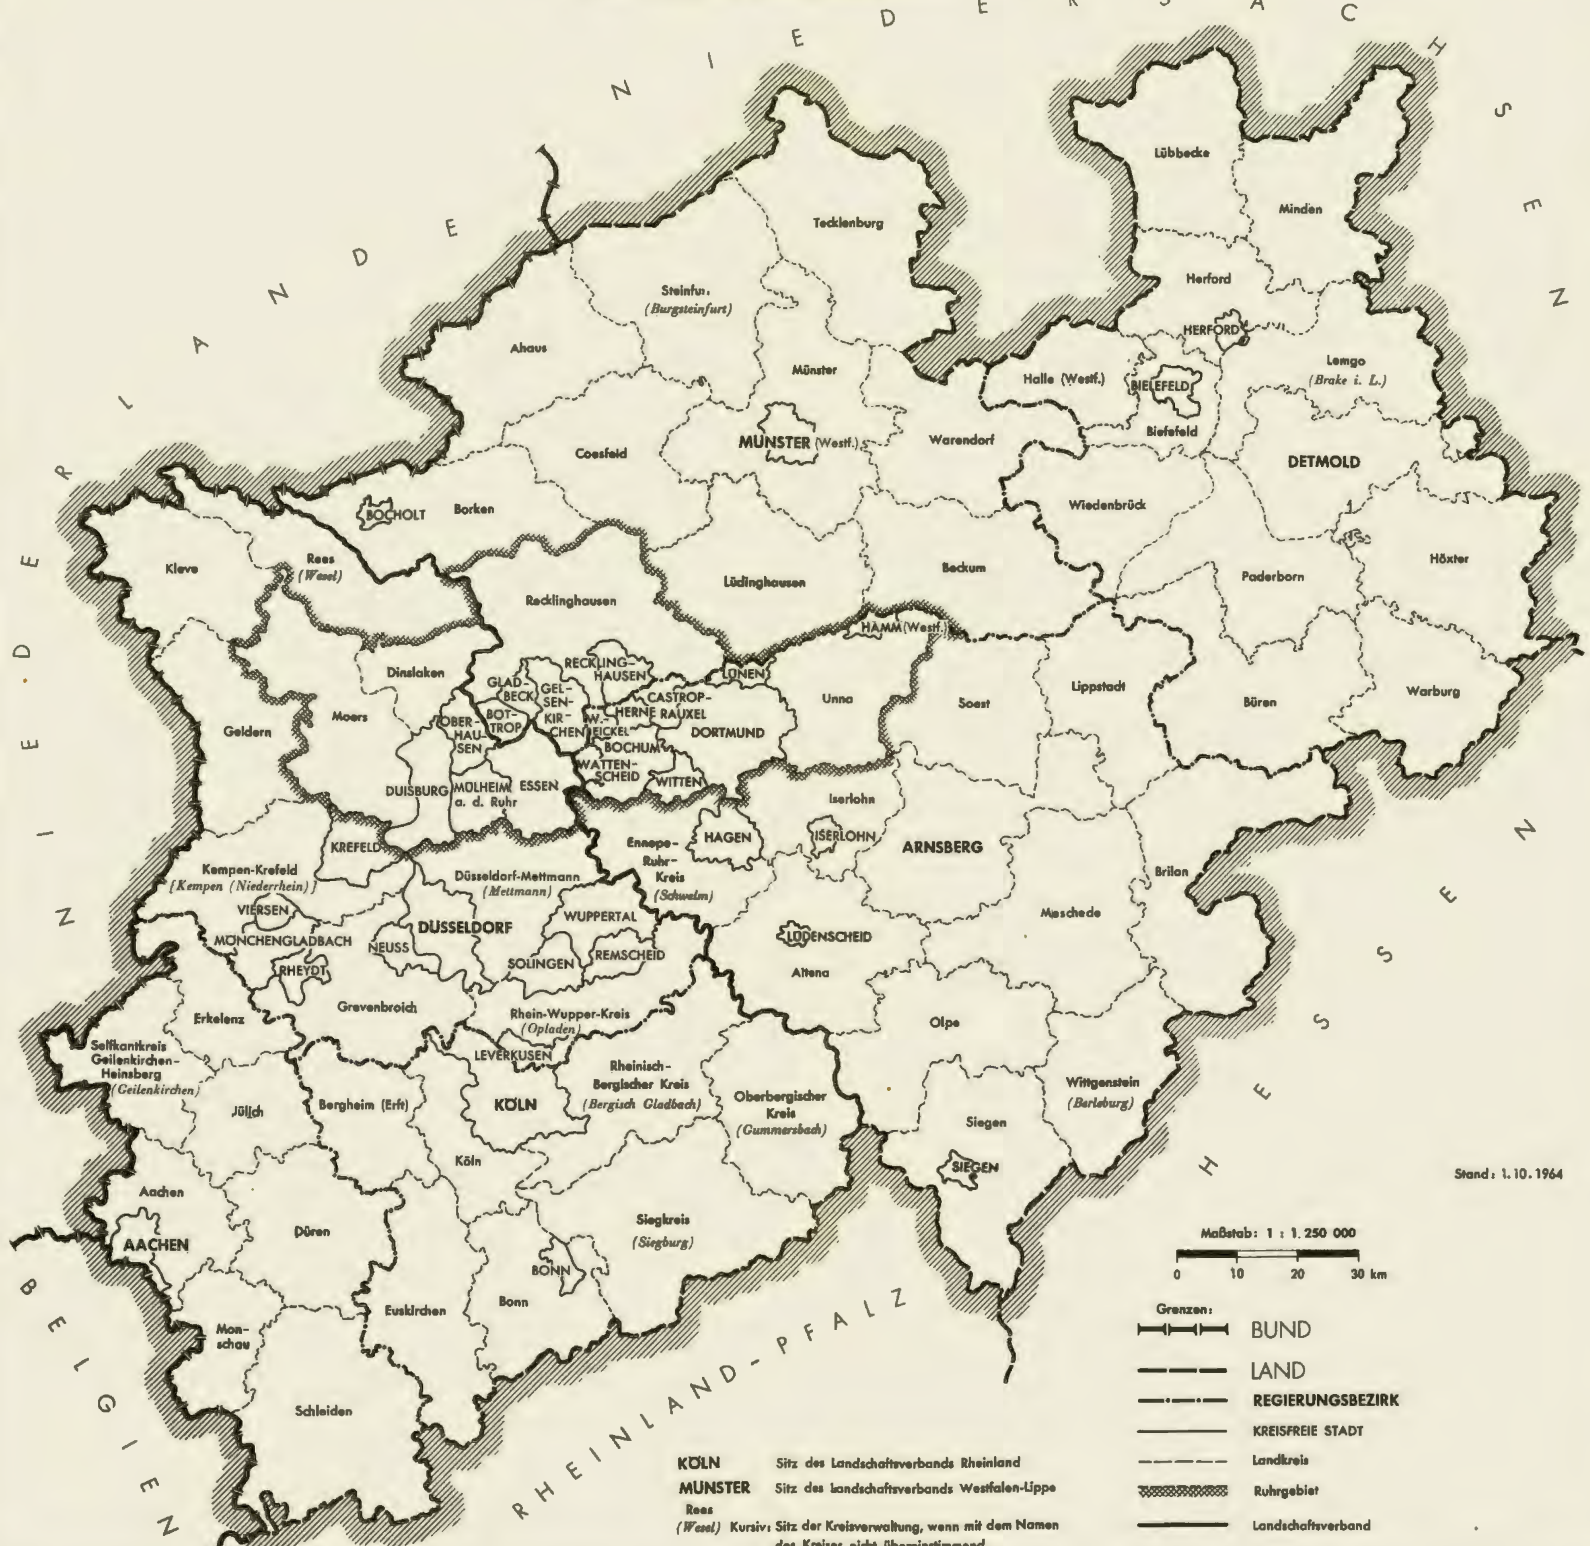 NIEDERSACHSEN
NIEDERLANDE
Lübbecke
Minden
Tecklenburg
Herford
Steinfu
(Burgsteinfurt)
HERFORD
Ahaus
Münster
Halle (Westf.)
BIELEFELD
Lemgo
(Brake i. L.)
Bielefeld
Coesfeld
MÜNSTER (Westf.)
Warendorf
DETMOLD
BOCHOLT
Borken
Wiedenbrück
Kleve
Rees
(Wesel)
Recklinghausen
Lüdinghausen
Beckum
Paderborn
Höxter
HAMM (Westf.)
Dinslaken
RECKLING-
HAUSEN
LÜNEN
GLAD-
BECK
GEL-
SEN-
KIR-
CHEN
CASTROP-
RAUXEL
HERNE
W.-
EICKEL
Unna
Soest
Lippstadt
Büren
Warburg
Geldern
Moers
OBER-
HAU-
SEN
BOT-
TROP
BOCHUM
DORTMUND
WATTEN-
SCHEID
WITTEN
DUISBURG
MÜLHEIM
a. d. Ruhr
ESSEN
Iserlohn
KREFELD
Ennepe-
Ruhr-
Kreis
(Schwelm)
HAGEN
ISERLOHN
ARNSBERG
Brilon
Kempen-Krefeld
[Kempen (Niederrhein)]
Düsseldorf-Mettmann
(Mettmann)
VIERSEN
WUPPERTAL
Meschede
MÖNCHENGLADBACH
NEUSS
DÜSSELDORF
LÜDENSCHEID
RHEYDT
SOLINGEN
REMSCHEID
Altena
Erkelenz
Grevenbroich
Rhein-Wupper-Kreis
(Opladen)
Olpe
Selfkantkreis
Geilenkirchen-
Heinsberg
(Geilenkirchen)
LEVERKUSEN
Rheinisch-
Bergischer Kreis
(Bergisch Gladbach)
Oberbergischer
Kreis
(Gummersbach)
Wittgenstein
(Berleburg)
Jülich
Bergheim (Erft)
KÖLN
Siegen
Köln
SIEGEN
Aachen
AACHEN
Düren
Siegkreis
(Siegburg)
BONN
Bonn
Euskirchen
Mon-
schau
Schleiden
BELGIEN
RHEINLAND-PFALZ
HESSEN
Stand: 1.10.1964
Maßstab: 1 : 1. 250 000
0 10 20 30 km
Grenzen:
BUND
LAND
REGIERUNGSBEZIRK
KREISFREIE STADT
Landkreis
Ruhrgebiet
Landschaftsverband
KÖLN Sitz des Landschaftsverbands Rheinland
MÜNSTER Sitz des Landschaftsverbands Westfalen-Lippe
Rees
(Wesel) Kursiv: Sitz der Kreisverwaltung, wenn mit dem Namen
des Kreises nicht übereinstimmend